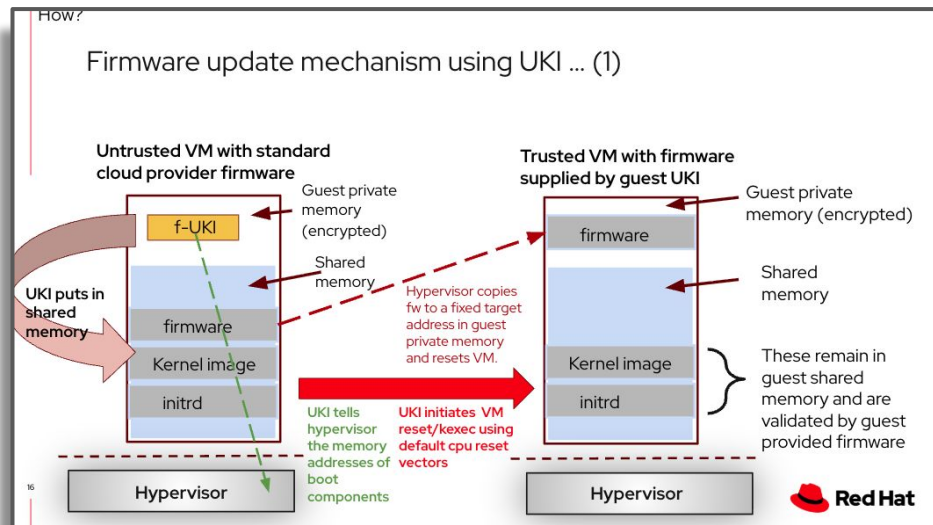 How?
Firmware update mechanism using UKI ... (1)
Untrusted VM with standard
cloud provider firmware
Guest private
memory
(encrypted)
f-UKI
Shared
memory
UKI puts in
shared
memory
firmware
Kernel image
initrd
Hypervisor copies
fw to a fixed target
address in guest
private memory
and resets VM.
UKI tells
hypervisor
the memory
addresses of
boot
components
UKI initiates VM
reset/kexec using
default cpu reset
vectors
Hypervisor
Trusted VM with firmware
supplied by guest UKI
Guest private
memory (encrypted)
firmware
Shared
memory
Kernel image
initrd
These remain in
guest shared
memory and are
validated by guest
provided firmware
Hypervisor
16
Red Hat